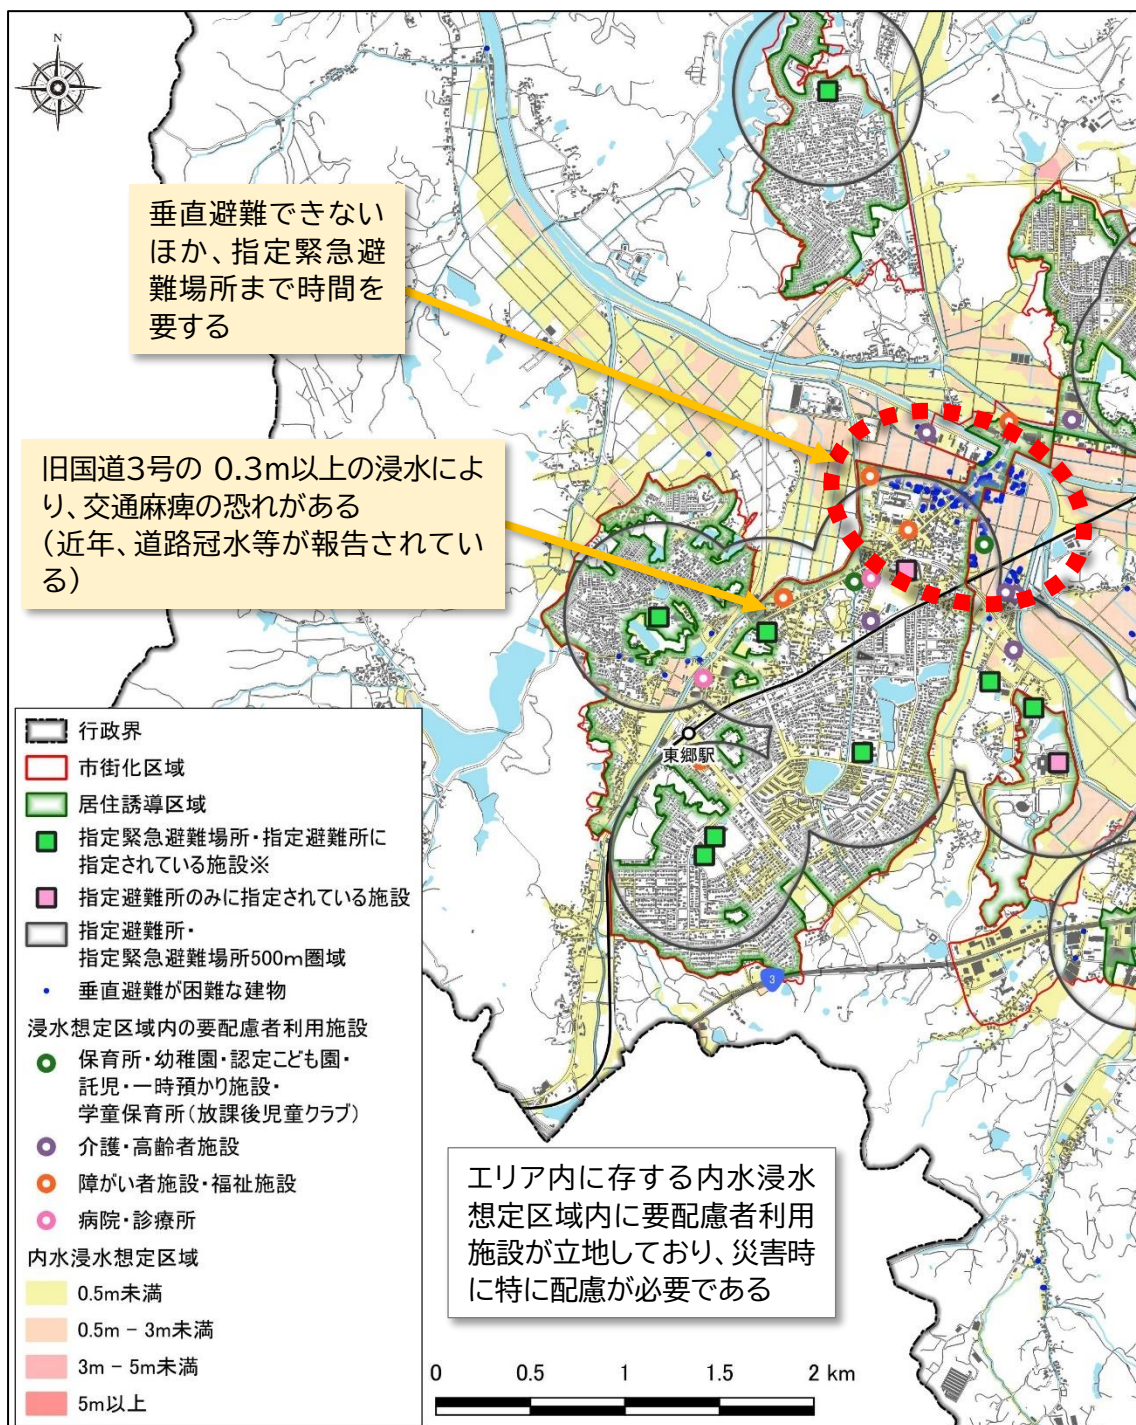 N
垂直避難できない
ほか、指定緊急避
難場所まで時間を
要する
旧国道3号の 0.3m以上の浸水によ
り、交通麻痺の恐れがある
（近年、道路冠水等が報告されてい
る）
東郷駅
3
行政界
市街化区域
居住誘導区域
指定緊急避難場所・指定避難所に
指定されている施設※
指定避難所のみに指定されている施設
指定避難所・
指定緊急避難場所500m圏域
垂直避難が困難な建物
浸水想定区域内の要配慮者利用施設
保育所・幼稚園・認定こども園・
託児・一時預かり施設・
学童保育所（放課後児童クラブ）
介護・高齢者施設
障がい者施設・福祉施設
病院・診療所
内水浸水想定区域
0.5m未満
0.5m － 3m未満
3m － 5m未満
5m以上
エリア内に存する内水浸水
想定区域内に要配慮者利用
施設が立地しており、災害時
に特に配慮が必要である
0 0.5 1 1.5 2 km